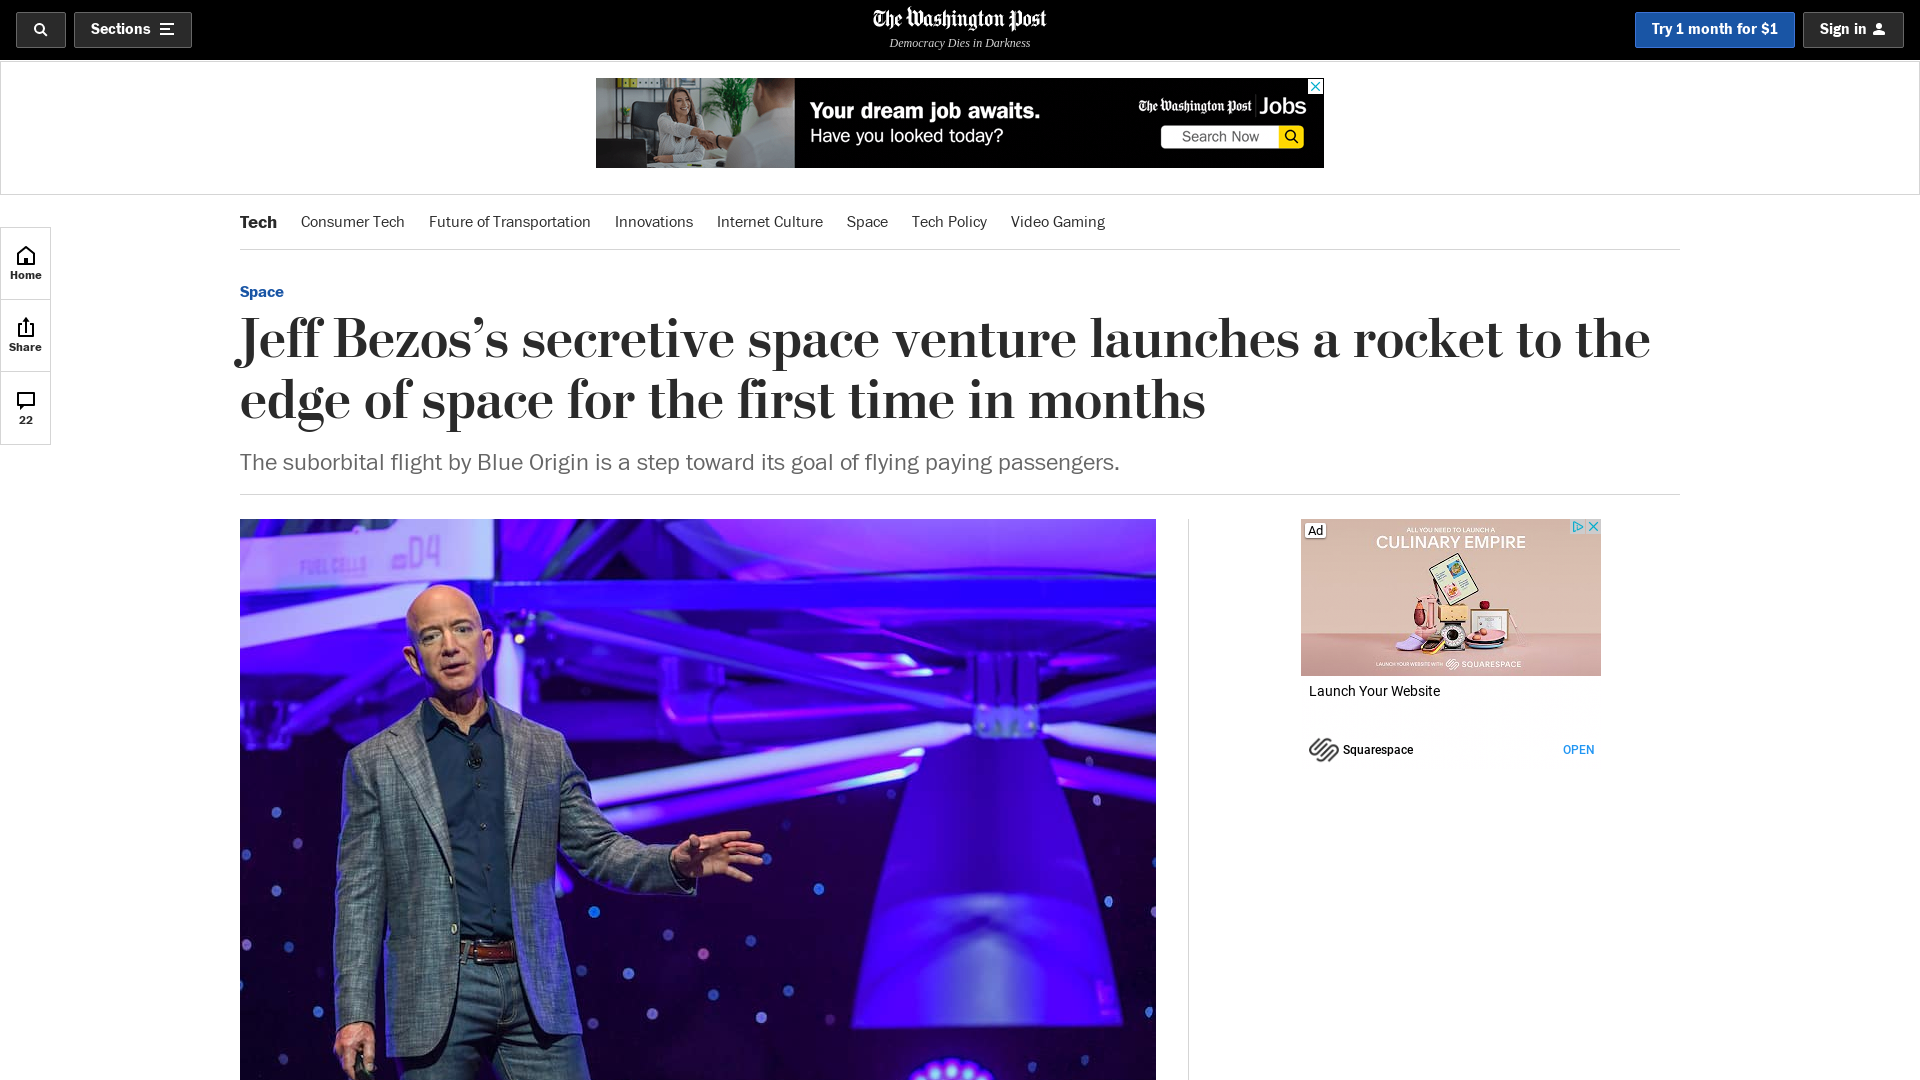 Sections
The Washington Post
Democracy Dies in Darkness
Try 1 month for $1
Sign in
Your dream job awaits.
Have you looked today?
The Washington Post Jobs
Search Now
Tech
Consumer Tech
Future of Transportation
Innovations
Internet Culture
Space
Tech Policy
Video Gaming
Home
Share
22
Space
Jeff Bezos’s secretive space venture launches a rocket to the
edge of space for the first time in months
The suborbital flight by Blue Origin is a step toward its goal of flying paying passengers.
FUEL CELLS
D4
Ad
ALL YOU NEED TO LAUNCH A
CULINARY EMPIRE
LAUNCH YOUR WEBSITE WITH SQUARESPACE
Launch Your Website
Squarespace
OPEN